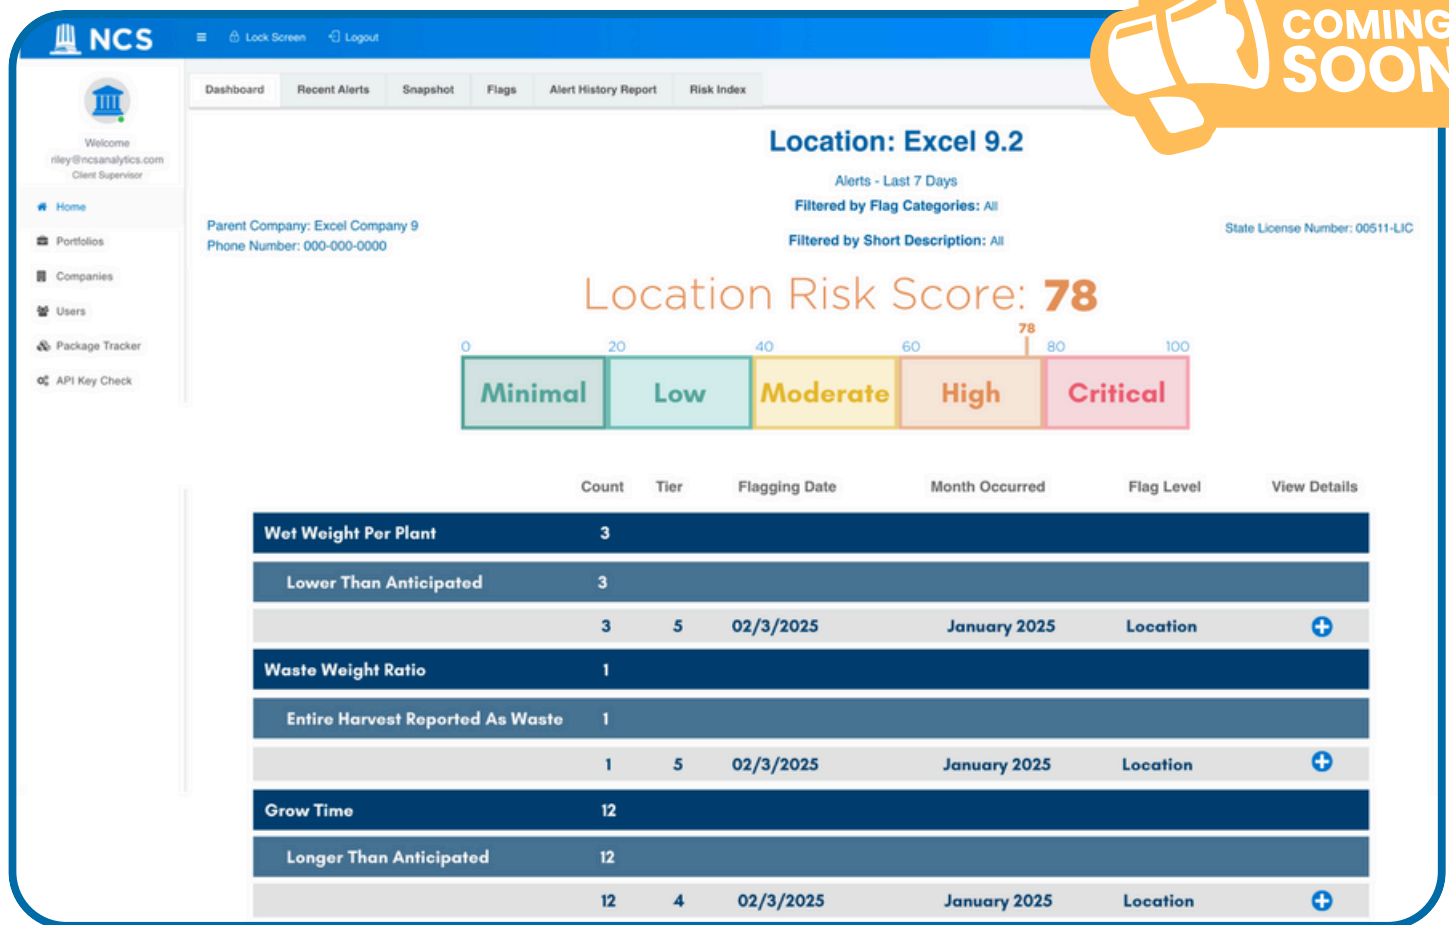 NCS
Lock Screen
Logout
COMING
SOON
Dashboard
Recent Alerts
Snapshot
Flags
Alert History Report
Risk Index
Welcome
riley@ncsanalytics.com
Client Supervisor
Home
Portfolios
Companies
Users
Package Tracker
API Key Check
Location: Excel 9.2
Alerts - Last 7 Days
Filtered by Flag Categories: All
Filtered by Short Description: All
Parent Company: Excel Company 9
Phone Number: 000-000-0000
State License Number: 00511-LIC
Location Risk Score: 78
78
0 20 40 60 80 100
Minimal Low Moderate High Critical
Count Tier Flagging Date Month Occurred Flag Level View Details
Wet Weight Per Plant 3
Lower Than Anticipated 3
3 5 02/3/2025 January 2025 Location
Waste Weight Ratio 1
Entire Harvest Reported As Waste 1
1 5 02/3/2025 January 2025 Location
Grow Time 12
Longer Than Anticipated 12
12 4 02/3/2025 January 2025 Location